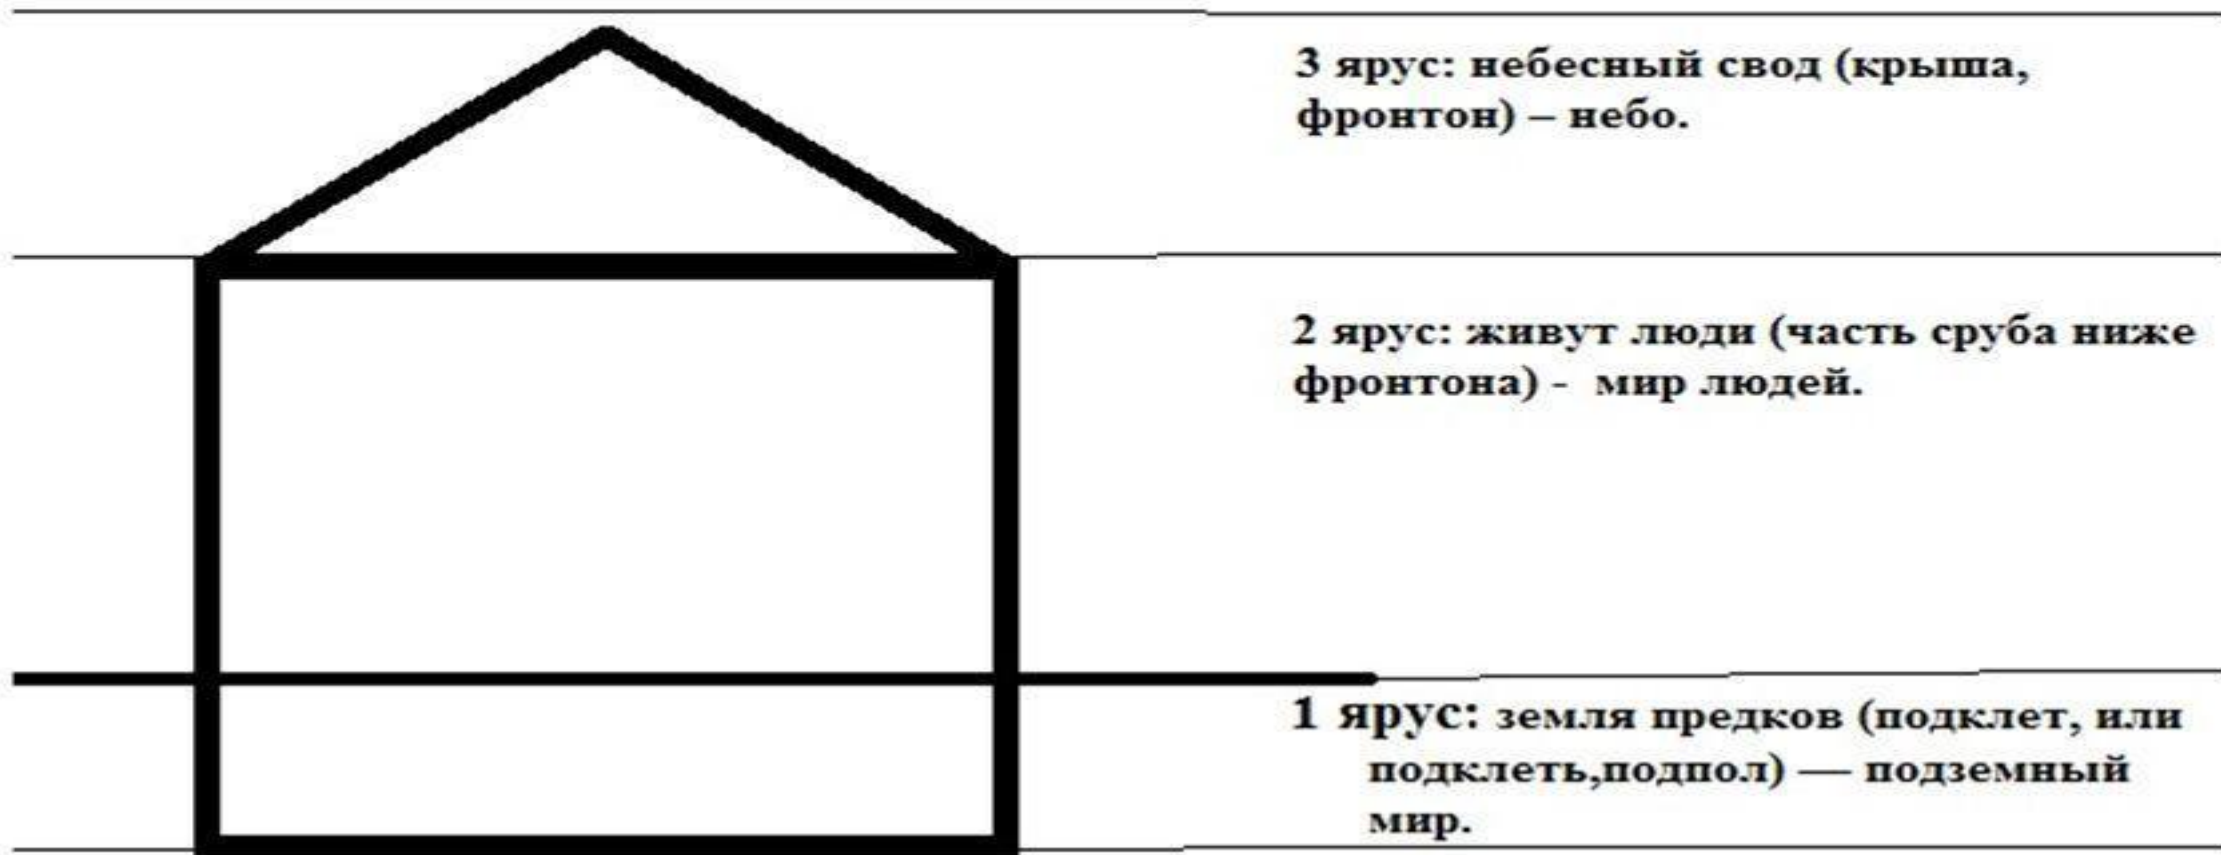 3 ярус: небесный свод (крыша,
фронтон) – небо.
2 ярус: живут люди (часть сруба ниже
фронтона) -  мир людей.
1 ярус: земля предков (подклет, или
подклеть,подпол) — подземный
мир.